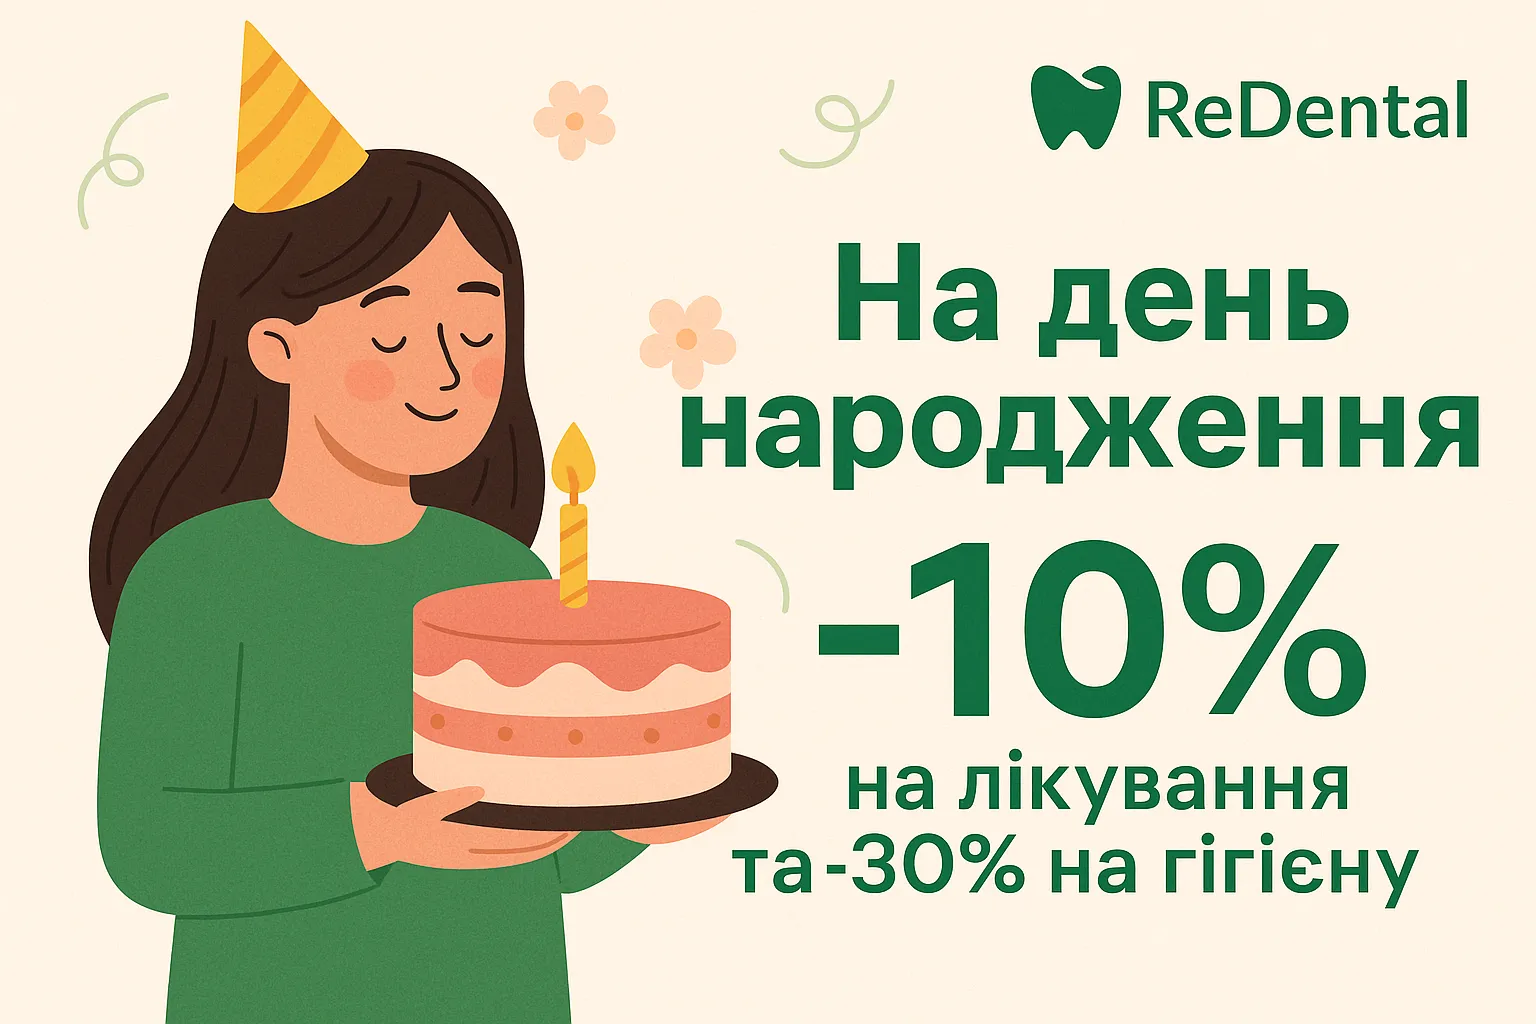 ReDental
На день
народження
-10%
на лікування
та -30% на гігієну